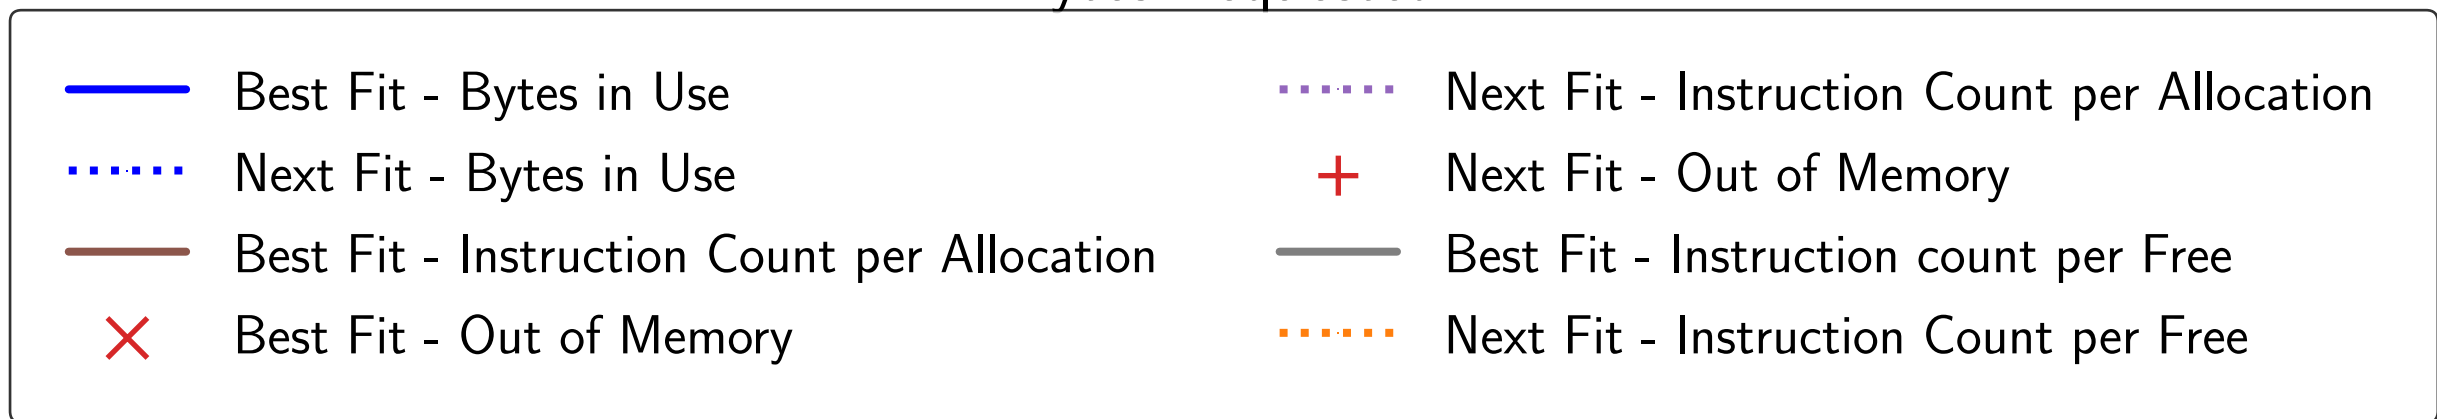 Best Fit - Bytes in Use
Next Fit - Bytes in Use
Best Fit - Instruction Count per Allocation
Best Fit - Out of Memory
Next Fit - Instruction Count per Allocation
Next Fit - Out of Memory
Best Fit - Instruction count per Free
Next Fit - Instruction Count per Free